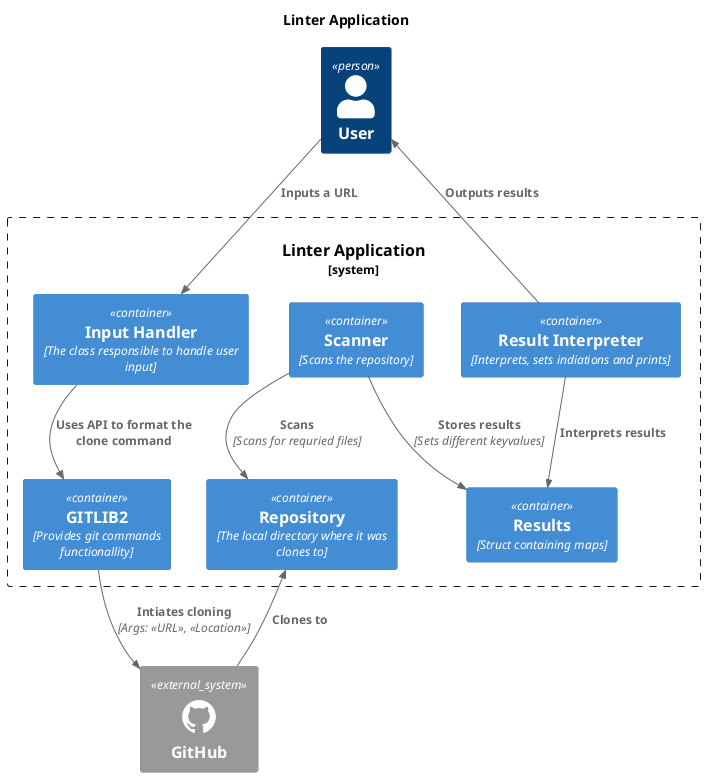 Linter Application
«person»
User
Inputs a URL
Outputs results
Linter Application
[system]
«container»
Input Handler
[The class responsible to handle user
input]
«container»
Scanner
[Scans the repository]
«container»
Result Interpreter
[Interprets, sets indiations and prints]
Uses API to format the
clone command
Scans
[Scans for requried files]
Stores results
[Sets different keyvalues]
Interprets results
«container»
GITLIB2
[Provides git commands
functionallity]
«container»
Repository
[The local directory where it was
clones to]
«container»
Results
[Struct containing maps]
Intiates cloning
[Args: «URL», «Location»]
Clones to
«external_system»
GitHub